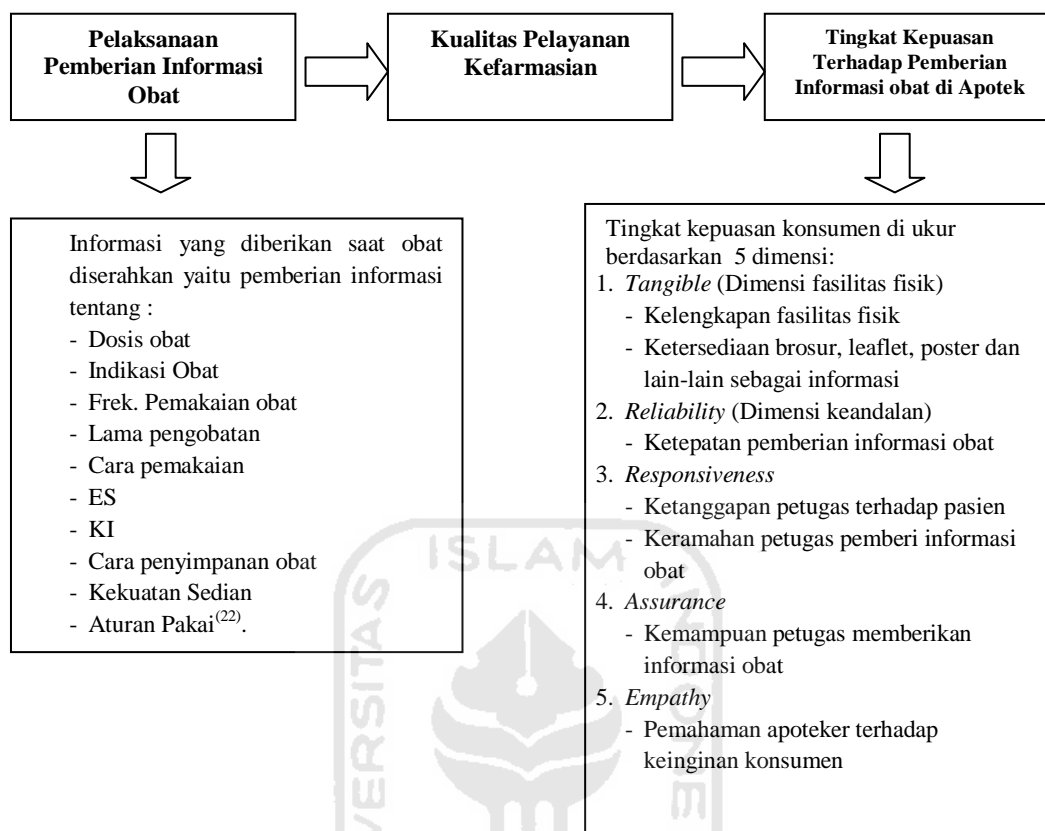 Pelaksanaan
Pemberian Informasi
Obat
Kualitas Pelayanan
Kefarmasian
Tingkat Kepuasan
Terhadap Pemberian
Informasi obat di Apotek
Informasi yang diberikan saat obat
diserahkan yaitu pemberian informasi
tentang :
- Dosis obat
- Indikasi Obat
- Frek. Pemakaian obat
- Lama pengobatan
- Cara pemakaian
- ES
- KI
- Cara penyimpanan obat
- Kekuatan Sedian
- Aturan Pakai(22).
Tingkat kepuasan konsumen di ukur
berdasarkan 5 dimensi:
1. Tangible (Dimensi fasilitas fisik)
- Kelengkapan fasilitas fisik
- Ketersediaan brosur, leaflet, poster dan
lain-lain sebagai informasi
2. Reliability (Dimensi keandalan)
- Ketepatan pemberian informasi obat
3. Responsiveness
- Ketanggapan petugas terhadap pasien
- Keramahan petugas pemberi informasi
obat
4. Assurance
- Kemampuan petugas memberikan
informasi obat
5. Empathy
- Pemahaman apoteker terhadap
keinginan konsumen
ISLAM